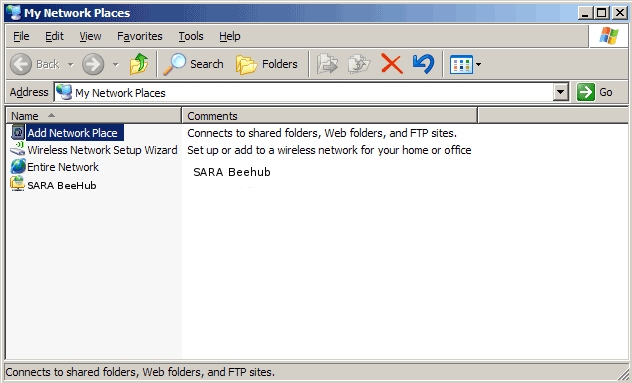 My Network Places
File Edit View Favorites Tools Help
Back Search Folders
Address My Network Places Go
Name Comments
Add Network Place Connects to shared folders, Web folders, and FTP sites.
Wireless Network Setup Wizard Set up or add to a wireless network for your home or office
Entire Network
SARA Beehub
SARA BeeHub
Connects to shared folders, Web folders, and FTP sites.